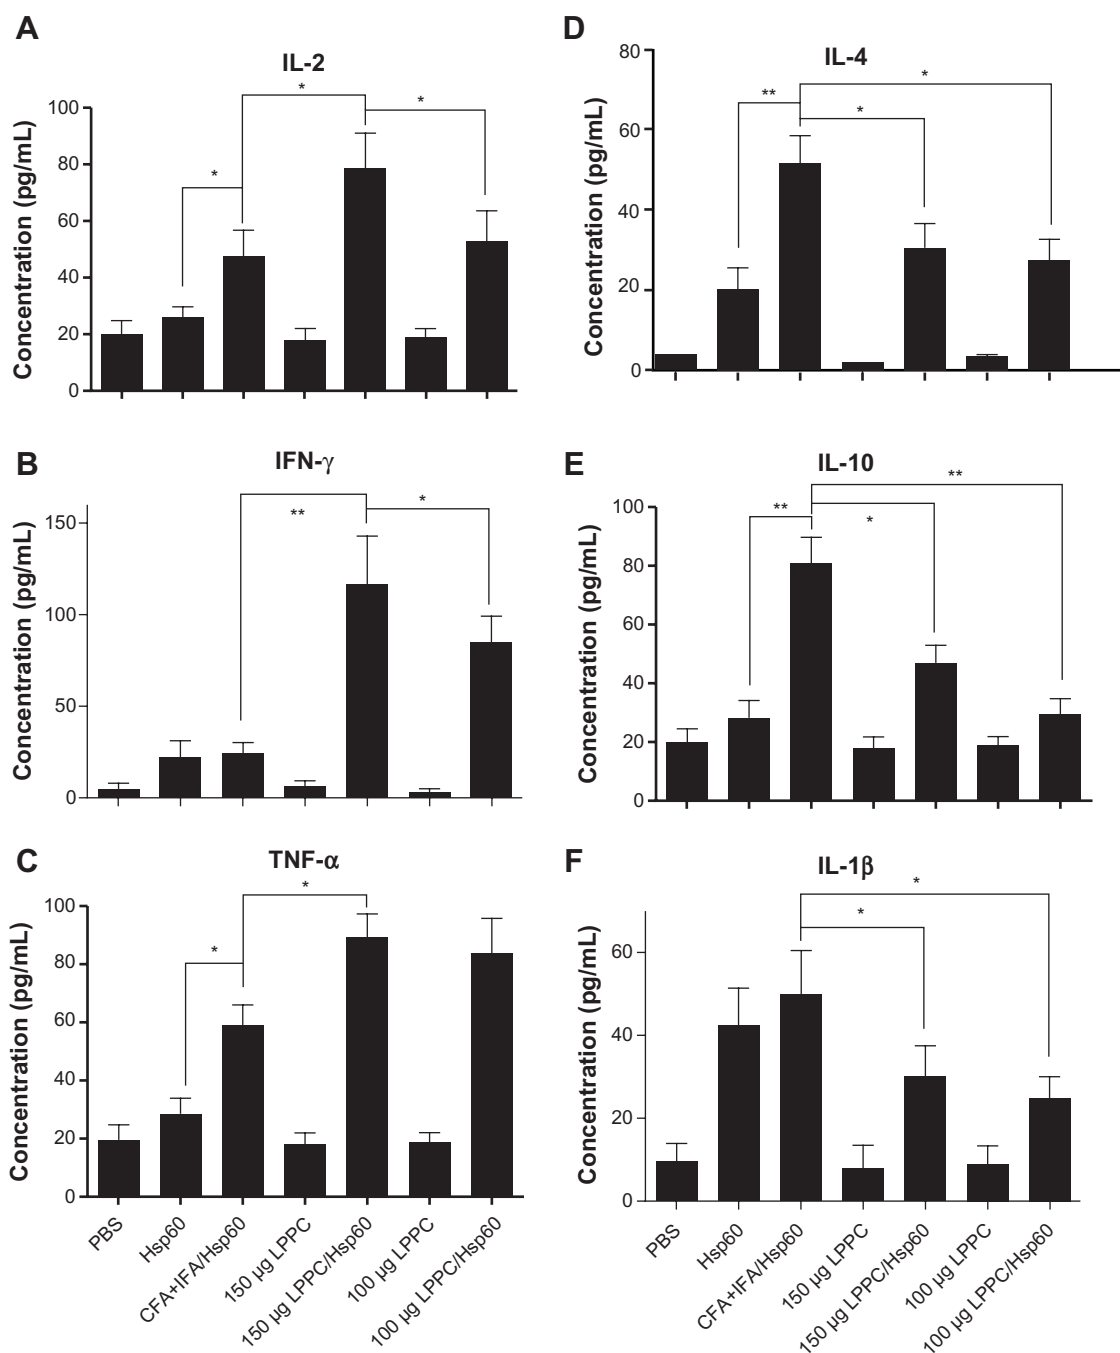 A
IL-2
Concentration (pg/mL)
100
80
60
40
20
0
*
*
*
B
IFN-γ
Concentration (pg/mL)
150
100
50
0
**
*
C
TNF-α
Concentration (pg/mL)
100
80
60
40
20
0
*
*
PBS
Hsp60
CFA+IFA/Hsp60
150 µg LPPC
150 µg LPPC/Hsp60
100 µg LPPC
100 µg LPPC/Hsp60
D
IL-4
Concentration (pg/mL)
80
60
40
20
0
**
*
*
E
IL-10
Concentration (pg/mL)
100
80
60
40
20
0
**
*
**
F
IL-1β
Concentration (pg/mL)
60
40
20
0
*
*
PBS
Hsp60
CFA+IFA/Hsp60
150 µg LPPC
150 µg LPPC/Hsp60
100 µg LPPC
100 µg LPPC/Hsp60